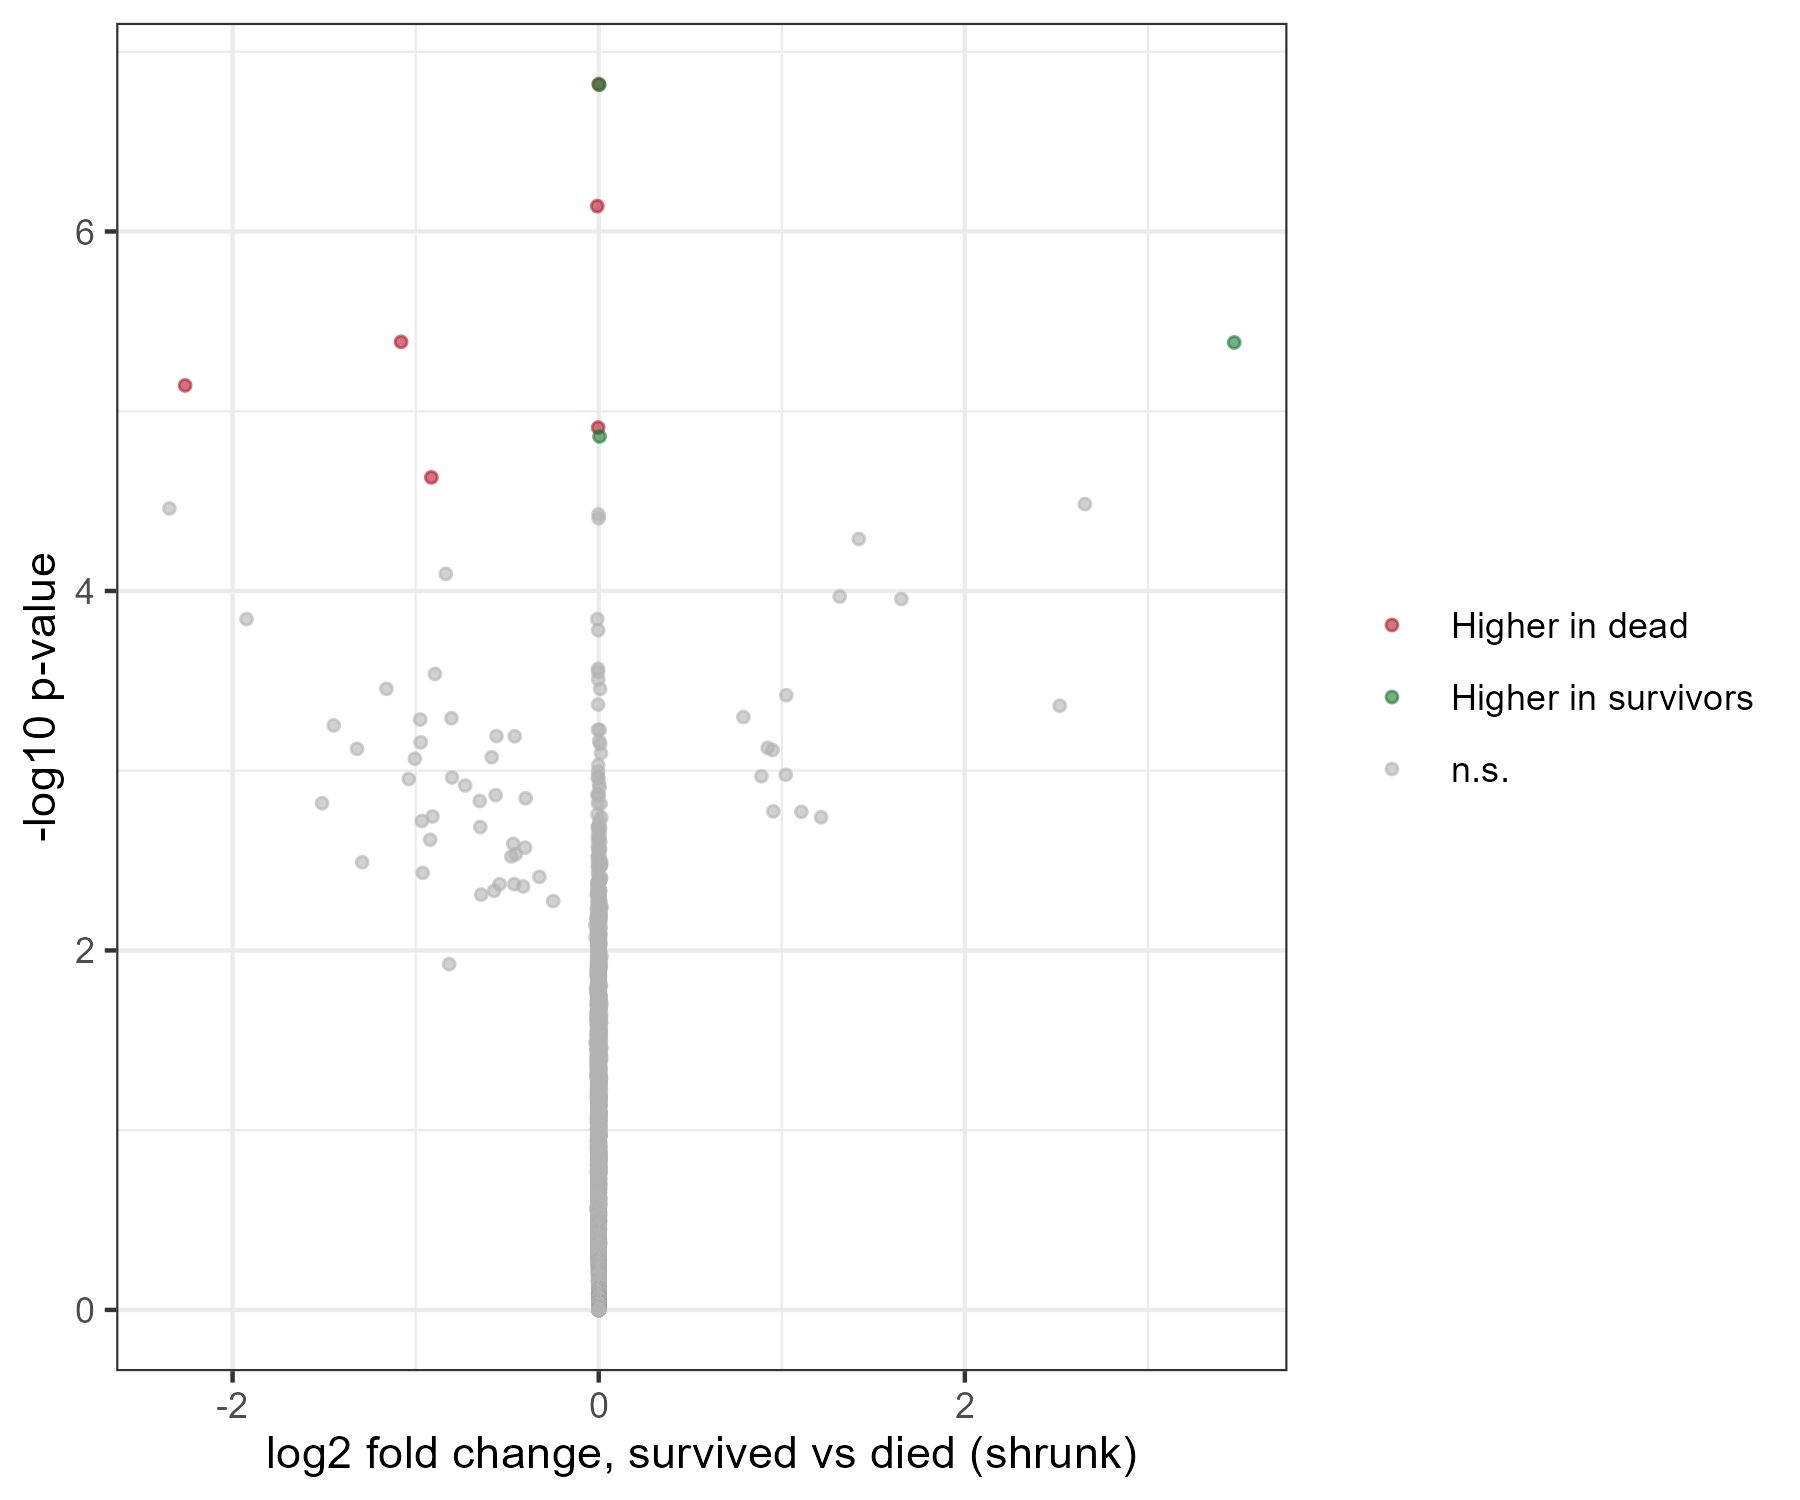 6
4
2
0
-2
0
2
-log10 p-value
log2 fold change, survived vs died (shrunk)
Higher in dead
Higher in survivors
n.s.